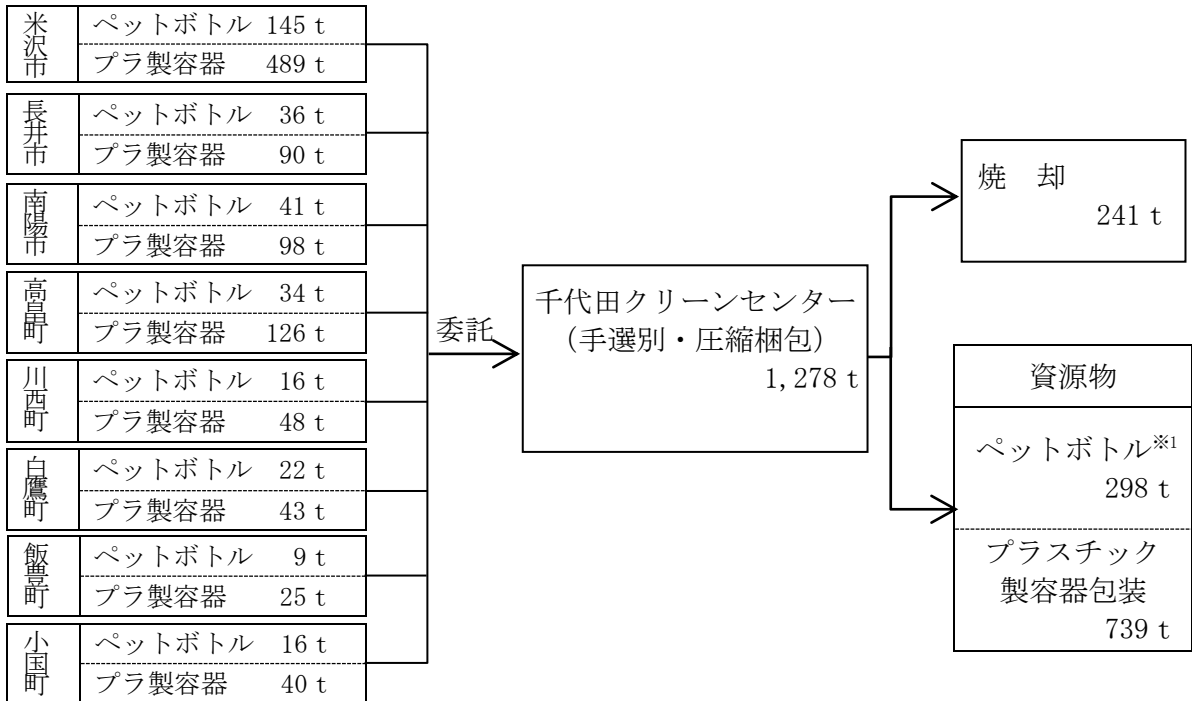 米沢市
ペットボトル 145 t
プラ製容器 489 t
長井市
ペットボトル 36 t
プラ製容器 90 t
南陽市
ペットボトル 41 t
プラ製容器 98 t
高畠町
ペットボトル 34 t
プラ製容器 126 t
川西町
ペットボトル 16 t
プラ製容器 48 t
白鷹町
ペットボトル 22 t
プラ製容器 43 t
飯豊町
ペットボトル 9 t
プラ製容器 25 t
小国町
ペットボトル 16 t
プラ製容器 40 t
委託
千代田クリーンセンター
（手選別・圧縮梱包）
1,278 t
焼　却
241 t
資源物
ペットボトル※1
298 t
プラスチック
製容器包装
739 t